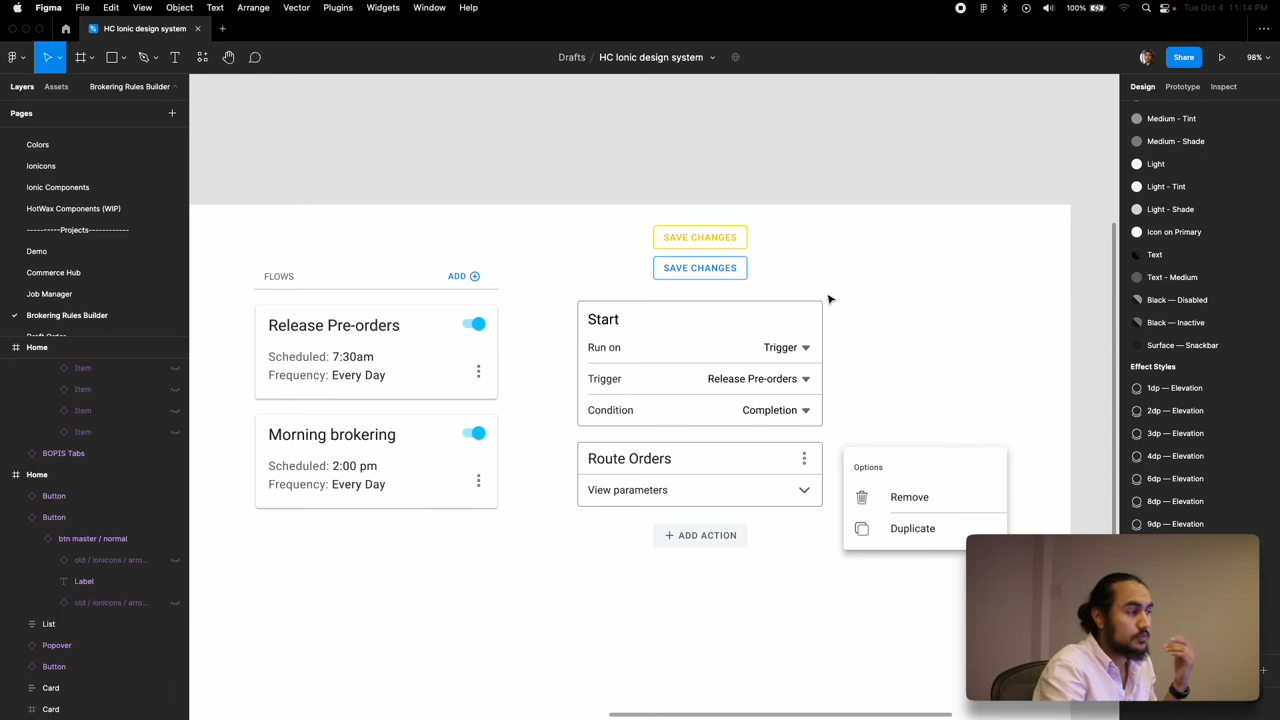 Figma File Edit View Object Text Arrange Vector Plugins Widgets Window Help 100% Tue Oct 4 11:14 PM
HC Ionic design system
Drafts / HC Ionic design system
Share
98%
Layers Assets Brokering Rules Builder
Pages
Colors
Ionicons
Ionic Components
HotWax Components (WIP)
----------Projects------------
Demo
Commerce Hub
Job Manager
Brokering Rules Builder
Home
Item
Item
Item
Item
BOPIS Tabs
Home
Button
Button
btn master / normal
old / ionicons / arro...
Label
old / ionicons / arro...
List
Popover
Button
Card
Card
FLOWS ADD
Release Pre-orders
Scheduled: 7:30am
Frequency: Every Day
Morning brokering
Scheduled: 2:00 pm
Frequency: Every Day
SAVE CHANGES
SAVE CHANGES
Start
Run on Trigger
Trigger Release Pre-orders
Condition Completion
Route Orders
View parameters
ADD ACTION
Options
Remove
Duplicate
Design Prototype Inspect
Medium - Tint
Medium - Shade
Light
Light - Tint
Light - Shade
Icon on Primary
Text
Text - Medium
Black — Disabled
Black — Inactive
Surface — Snackbar
Effect Styles
1dp — Elevation
2dp — Elevation
3dp — Elevation
4dp — Elevation
6dp — Elevation
8dp — Elevation
9dp — Elevation